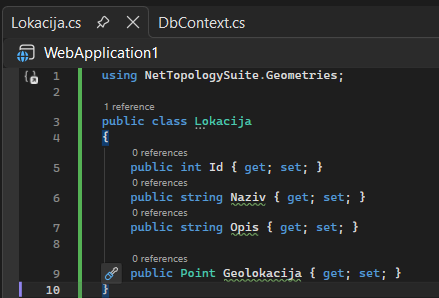 Lokacija.cs
DbContext.cs
WebApplication1
1 using NetTopologySuite.Geometries;
2
1 reference
3 public class Lokacija
4 {
0 references
5 public int Id { get; set; }
0 references
6 public string Naziv { get; set; }
0 references
7 public string Opis { get; set; }
8
0 references
9 public Point Geolokacija { get; set; }
10 }